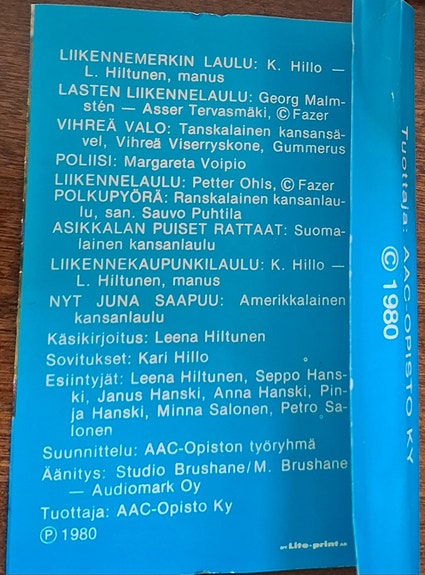 LIIKENNEMERKIN LAULU: K. Hillo —
L. Hiltunen, manus
LASTEN LIIKENNELAULU: Georg Malm-
stén — Asser Tervasmäki, © Fazer
VIHREÄ VALO: Tanskalainen kansansä-
vel, Vihreä Viserryskone, Gummerus
POLIISI: Margareta Voipio
LIIKENNELAULU: Petter Ohls, © Fazer
POLKUPYÖRÄ: Ranskalainen kansanlau-
lu, san. Sauvo Puhtila
ASIKKALAN PUISET RATTAAT: Suoma-
lainen kansanlaulu
LIIKENNEKAUPUNKILAULU: K. Hillo —
L. Hiltunen, manus
NYT JUNA SAAPUU: Amerikkalainen
kansanlaulu
Käsikirjoitus: Leena Hiltunen
Sovitukset: Kari Hillo
Esiintyjät: Leena Hiltunen, Seppo Hans-
ki, Janus Hanski, Anna Hanski, Pin-
ja Hanski, Minna Salonen, Petro Sa-
lonen
Suunnittelu: AAC-Opiston työryhmä
Äänitys: Studio Brushane/M. Brushane
— Audiomark Oy
Tuottaja: AAC-Opisto Ky
Ⓟ 1980
BY Lito-print AB
Tuottaja: AAC-OPISTO KY
© 1980